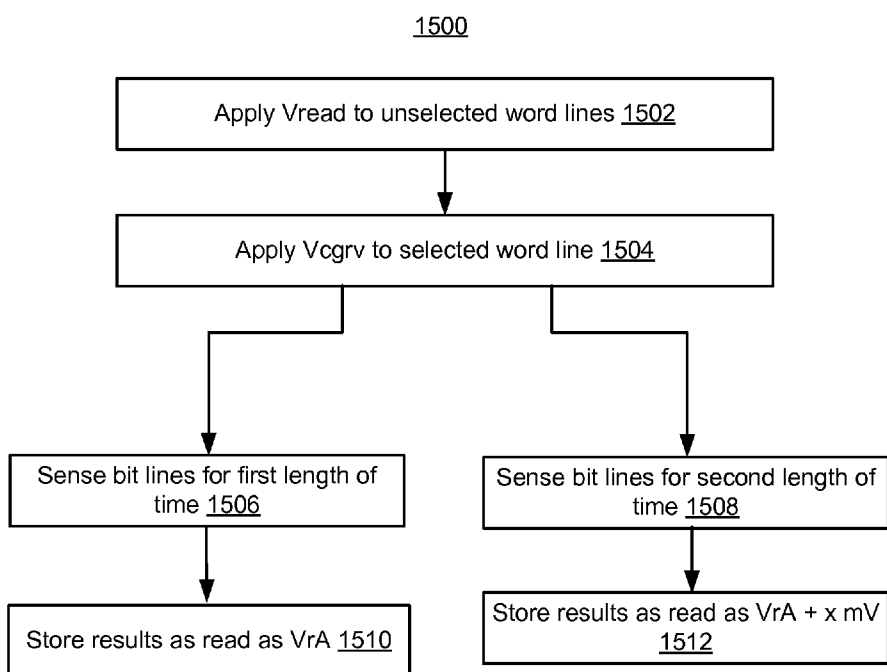 1500
Apply Vread to unselected word lines 1502
Apply Vcgrv to selected word line 1504
Sense bit lines for first length of
time 1506
Sense bit lines for second length of
time 1508
Store results as read as VrA 1510
Store results as read as VrA + x mV
1512